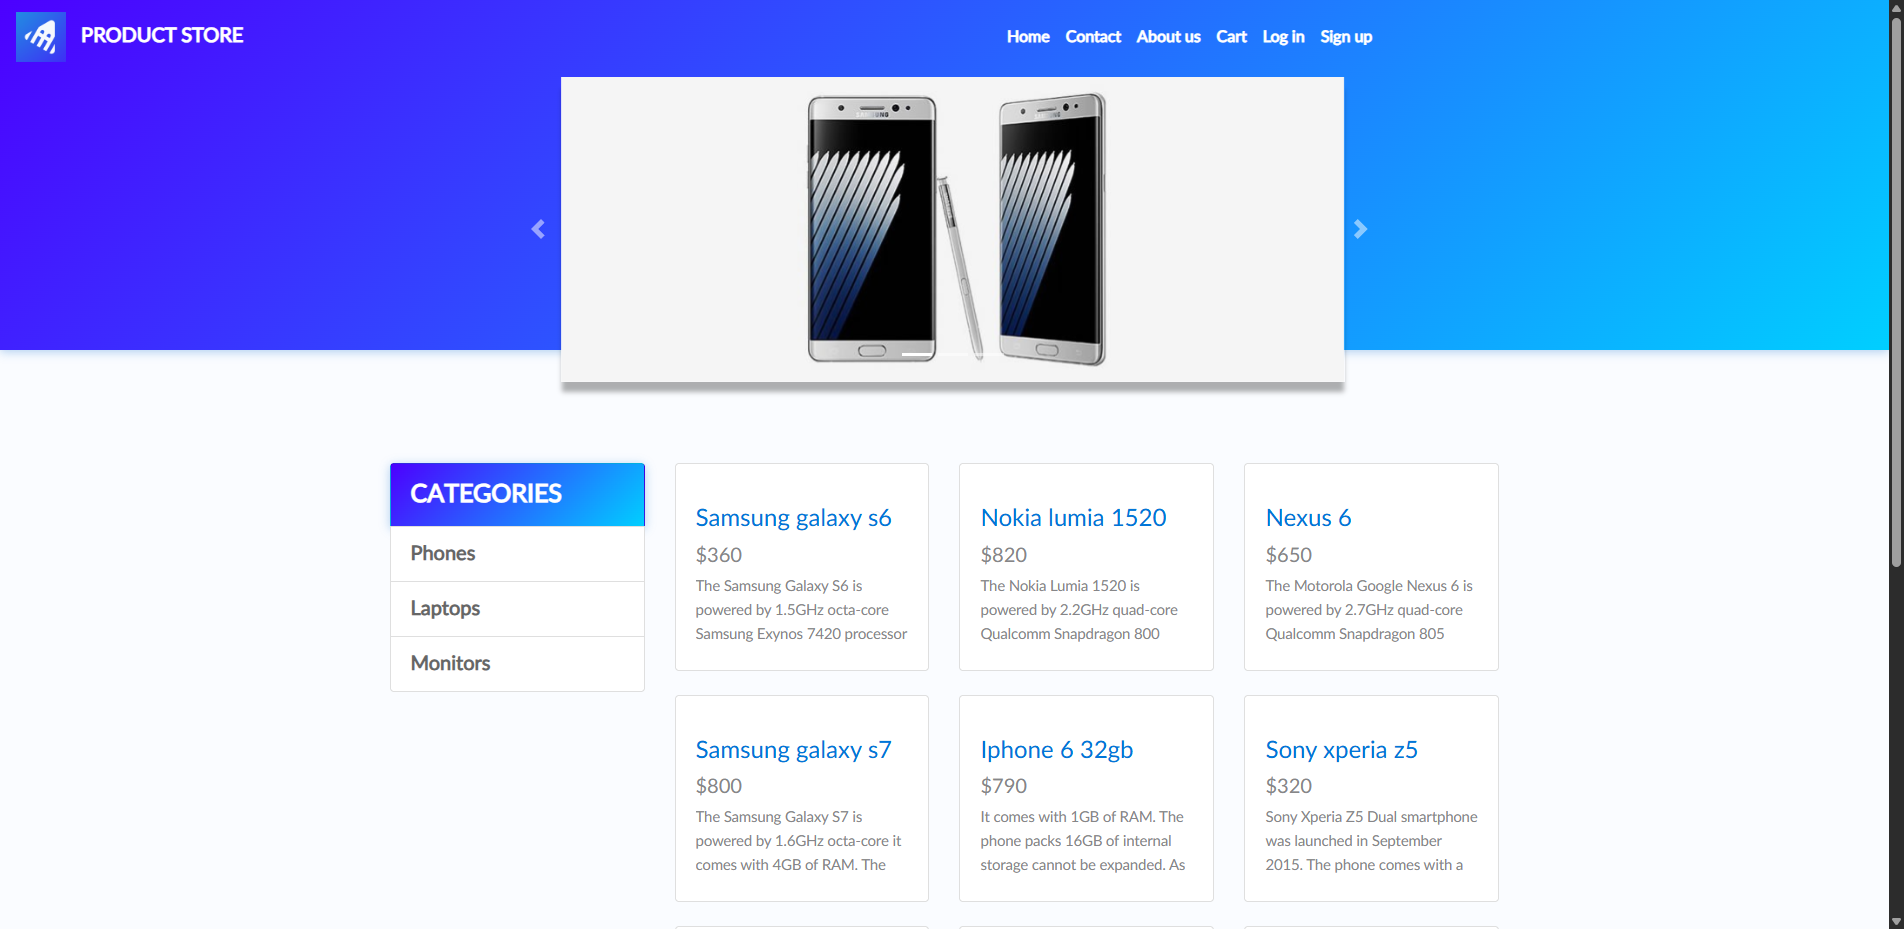 PRODUCT STORE
Home Contact About us Cart Log in Sign up
SAMSUNG
SAMSUNG
CATEGORIES
Phones
Laptops
Monitors
Samsung galaxy s6
$360
The Samsung Galaxy S6 is
powered by 1.5GHz octa-core
Samsung Exynos 7420 processor
Nokia lumia 1520
$820
The Nokia Lumia 1520 is
powered by 2.2GHz quad-core
Qualcomm Snapdragon 800
Nexus 6
$650
The Motorola Google Nexus 6 is
powered by 2.7GHz quad-core
Qualcomm Snapdragon 805
Samsung galaxy s7
$800
The Samsung Galaxy S7 is
powered by 1.6GHz octa-core it
comes with 4GB of RAM. The
Iphone 6 32gb
$790
It comes with 1GB of RAM. The
phone packs 16GB of internal
storage cannot be expanded. As
Sony xperia z5
$320
Sony Xperia Z5 Dual smartphone
was launched in September
2015. The phone comes with a